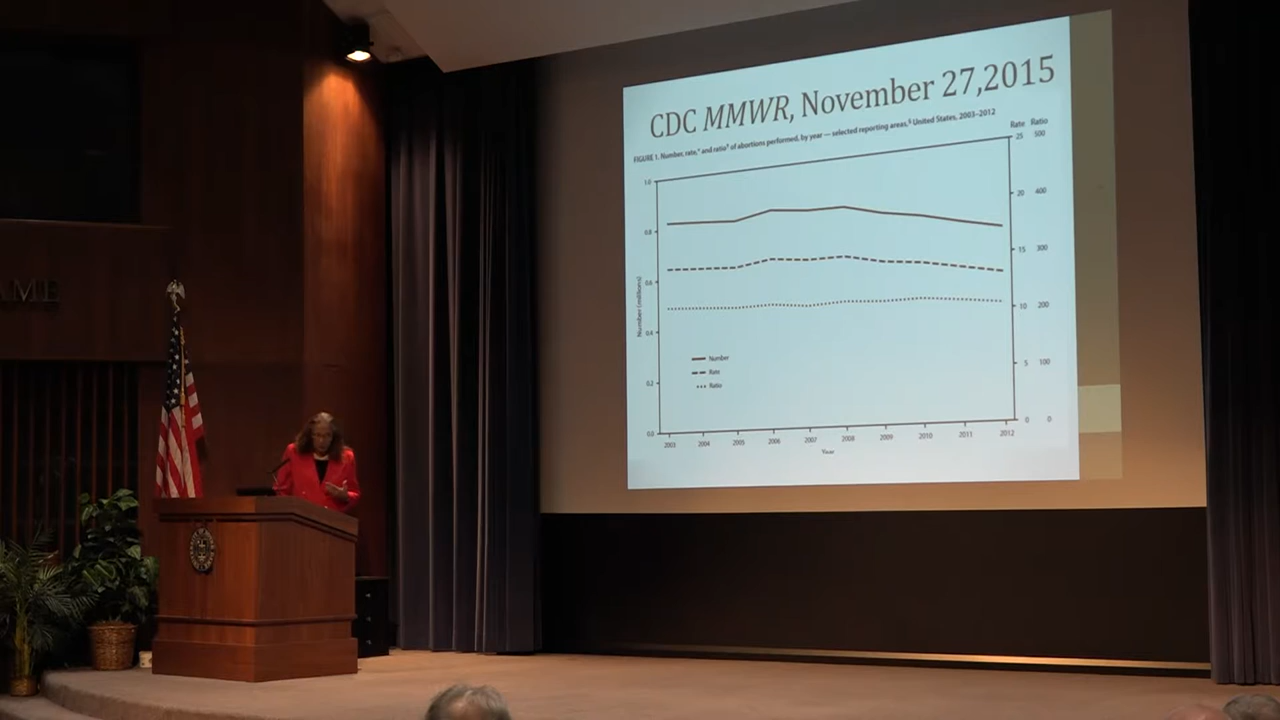 CDC MMWR, November 27,2015
FIGURE 1. Number, rate,* and ratio† of abortions performed, by year — selected reporting areas,§ United States, 2003–2012
Rate Ratio
25 500
20 400
15 300
10 200
5 100
0 0
1.0
0.8
0.6
0.4
0.2
0.0
Number (millions)
Number
Rate
Ratio
2003 2004 2005 2006 2007 2008 2009 2010 2011 2012
Year
AME